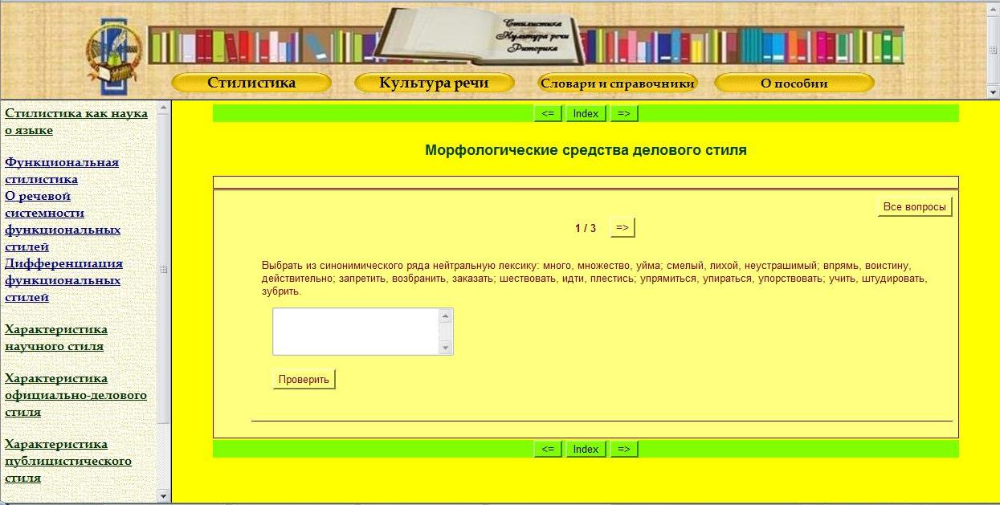 Стилистика
Культура речи
Риторика
Стилистика
Культура речи
Словари и справочники
О пособии
Стилистика как наука
о языке
Функциональная
стилистика
О речевой
системности
функциональных
стилей
Дифференциация
функциональных
стилей
Характеристика
научного стиля
Характеристика
официально-делового
стиля
Характеристика
публицистического
стиля
<= Index =>
Морфологические средства делового стиля
Все вопросы
1 / 3 =>
Выбрать из синонимического ряда нейтральную лексику: много, множество, уйма; смелый, лихой, неустрашимый; впрямь, воистину,
действительно; запретить, возбранить, заказать; шествовать, идти, плестись; упрямиться, упираться, упорствовать; учить, штудировать,
зубрить.
Проверить
<= Index =>